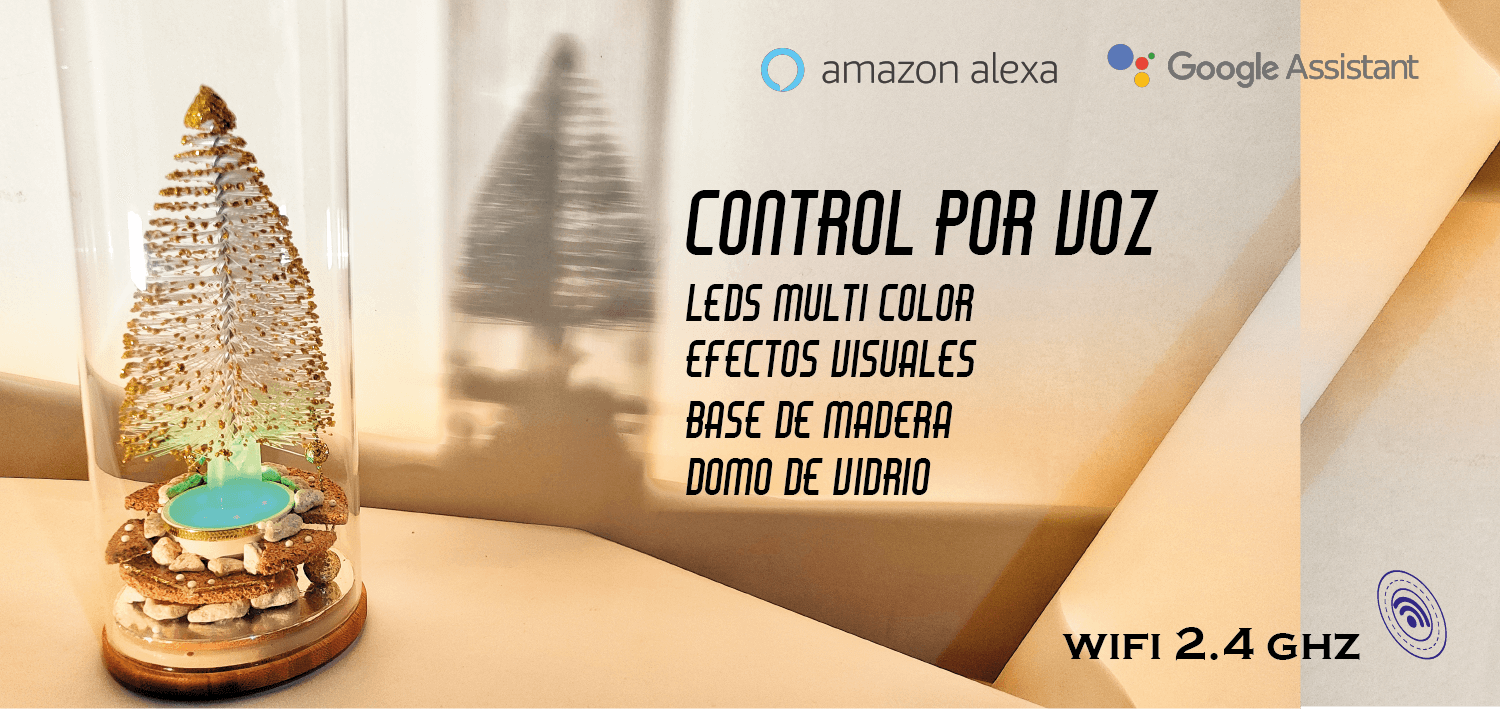 amazon alexa
Google Assistant
CONTROL POR VOZ
LEDS MULTI COLOR
EFECTOS VISUALES
BASE DE MADERA
DOMO DE VIDRIO
WIFI 2.4 GHZ